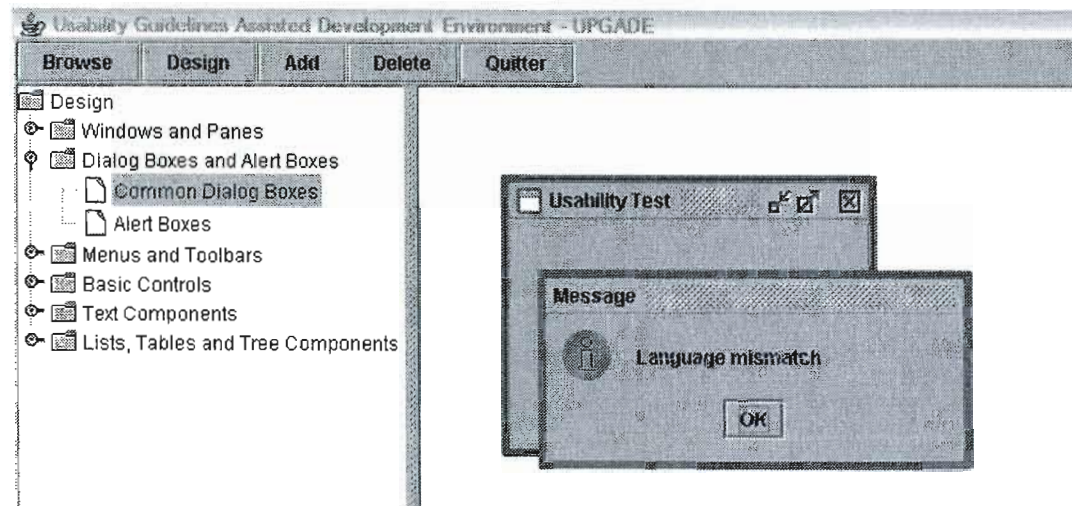 Usability Guidelines Assisted Development Environment - UPGADE
Browse Design Add Delete Quitter
Design
Windows and Panes
Dialog Boxes and Alert Boxes
Common Dialog Boxes
Alert Boxes
Menus and Toolbars
Basic Controls
Text Components
Lists, Tables and Tree Components
Usability Test
Message
Language mismatch
OK